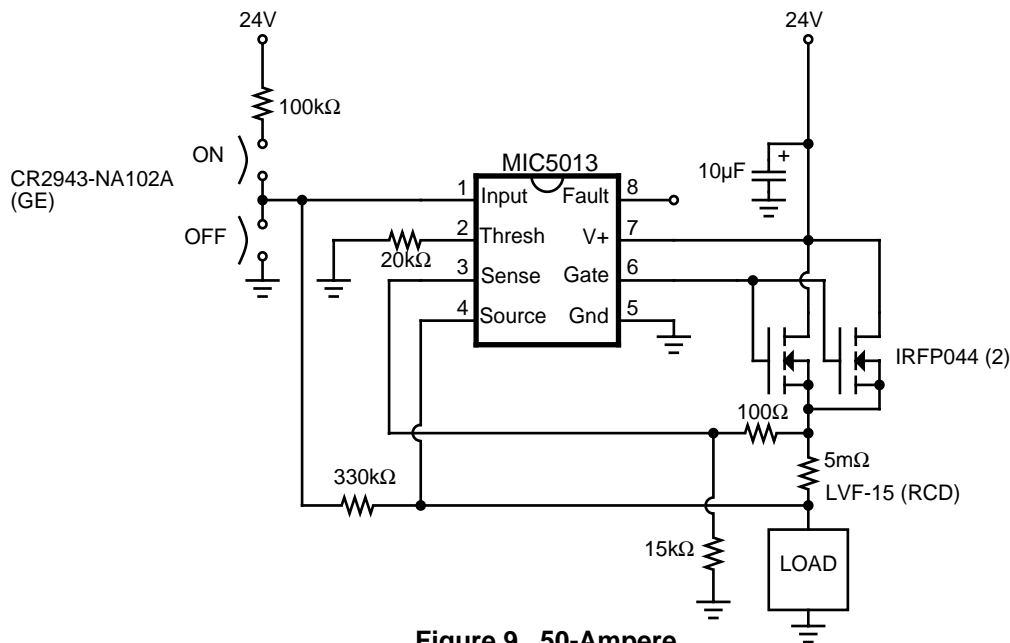 24V
24V
100kΩ
ON
CR2943-NA102A
(GE)
OFF
10µF
+
MIC5013
1 Input Fault 8
2 Thresh V+ 7
3 Sense Gate 6
4 Source Gnd 5
20kΩ
IRFP044 (2)
100Ω
5mΩ
LVF-15 (RCD)
330kΩ
15kΩ
LOAD
Figure 9. 50-Ampere